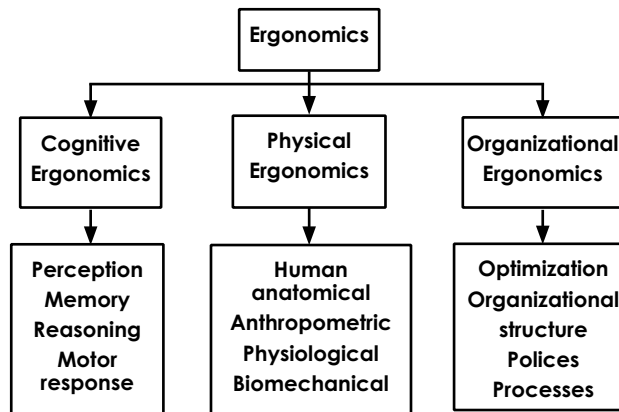 Ergonomics
Cognitive
Ergonomics
Physical
Ergonomics
Organizational
Ergonomics
Perception
Memory
Reasoning
Motor
response
Human
anatomical
Anthropometric
Physiological
Biomechanical
Optimization
Organizational
structure
Polices
Processes